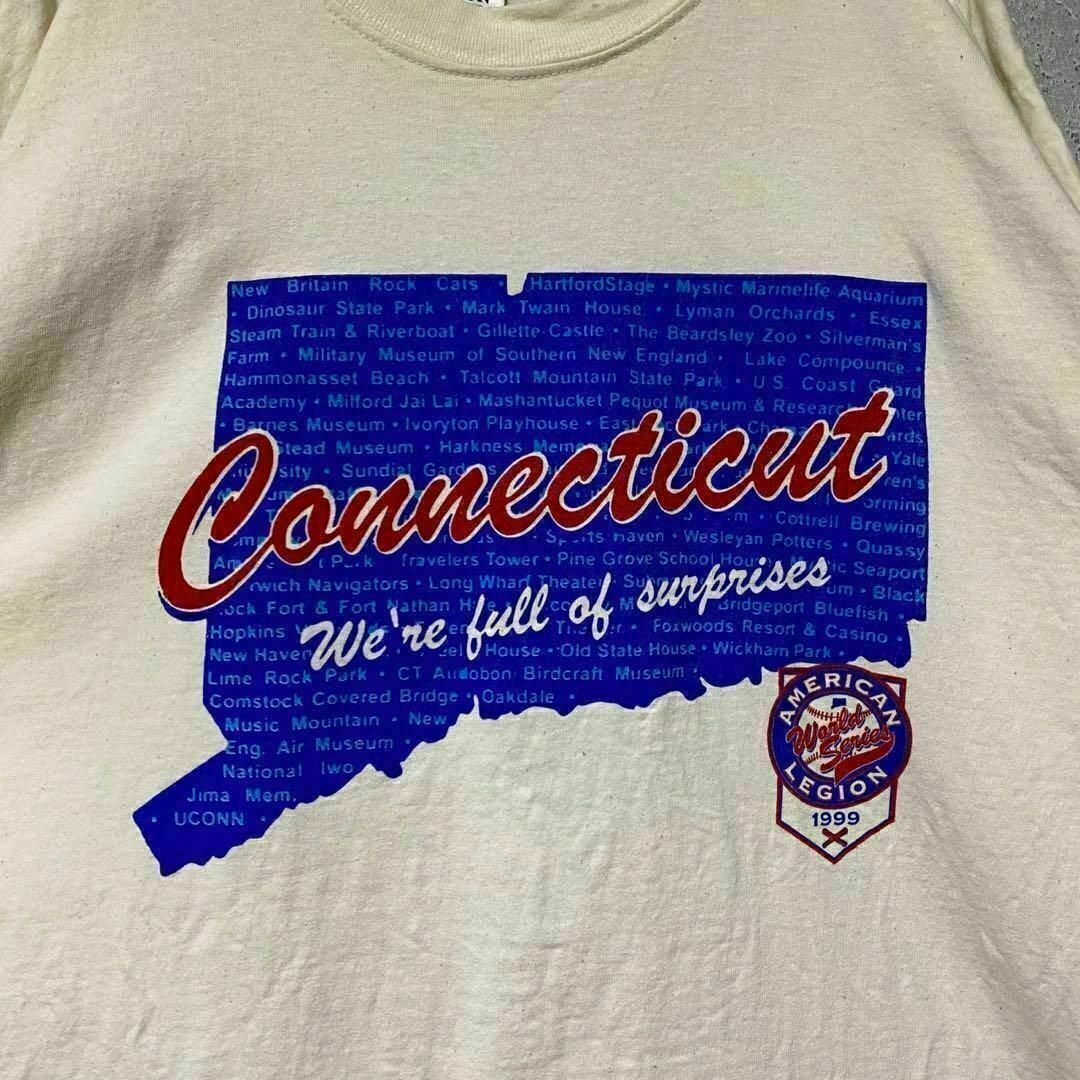 New Britain Rock Cats • HartfordStage • Mystic Marinelife Aquarium
• Dinosaur State Park • Mark Twain House • Lyman Orchards • Essex
Steam Train & Riverboat • Gillette Castle • The Beardsley Zoo • Silverman's
Farm • Military Museum of Southern New England • Lake Compounce •
Hammonasset Beach • Talcott Mountain State Park • U.S. Coast Guard
Academy • Milford Jai Lai • Mashantucket Pequot Museum & Research
• Barnes Museum • Ivoryton Playhouse •
Stead Museum • Harkness
• Sundial • Yale
Connecticut
• Cottrell Brewing
Haven • Wesleyan Potters • Quassy
Travelers Tower • Pine Grove School • Seaport
Navigators • Long Wharf Theater • Black
Fort & Fort Nathan • Bridgeport Bluefish
We're full of surprises
Hopkins • Foxwoods Resort & Casino •
New Haven House • Old State House • Wickham Park •
Lime Rock Park • CT Audobon Birdcraft Museum •
Comstock Covered Bridge • Oakdale •
Music Mountain • New
Eng. Air Museum •
National Iwo
Jima Mem.
• UCONN •
AMERICAN
World
Series
LEGION
1999